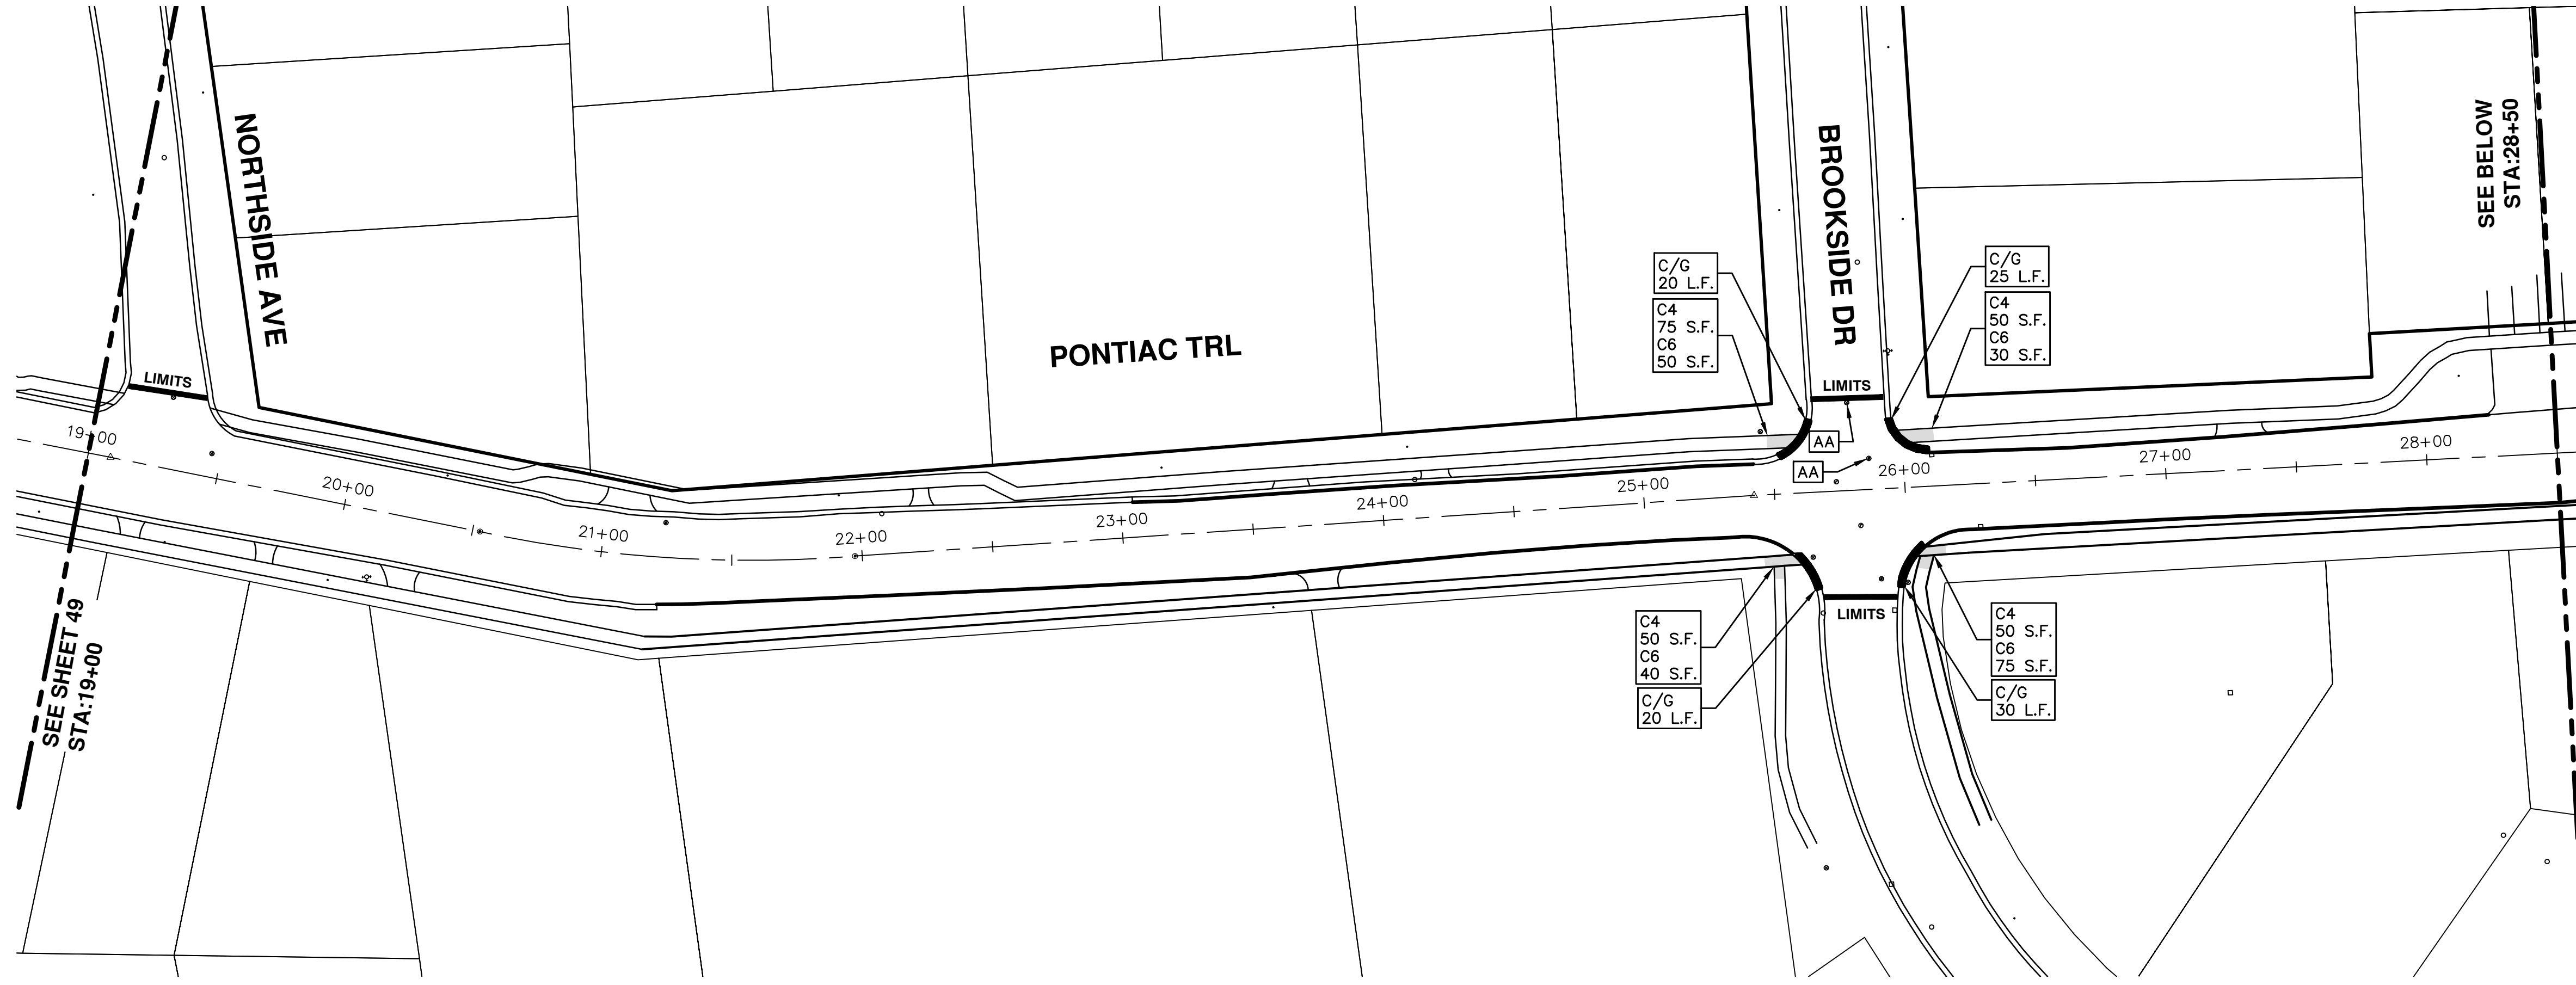 NORTHSIDE AVE
BROOKSIDE DR
SEE BELOW
STA:28+50
C/G
20 L.F.
C4
75 S.F.
C6
50 S.F.
C/G
25 L.F.
C4
50 S.F.
C6
30 S.F.
PONTIAC TRL
LIMITS
LIMITS
AA
AA
19+00
20+00
21+00
22+00
23+00
24+00
25+00
26+00
27+00
28+00
SEE SHEET 49
STA:19+00
LIMITS
C4
50 S.F.
C6
40 S.F.
C/G
20 L.F.
C4
50 S.F.
C6
75 S.F.
C/G
30 L.F.